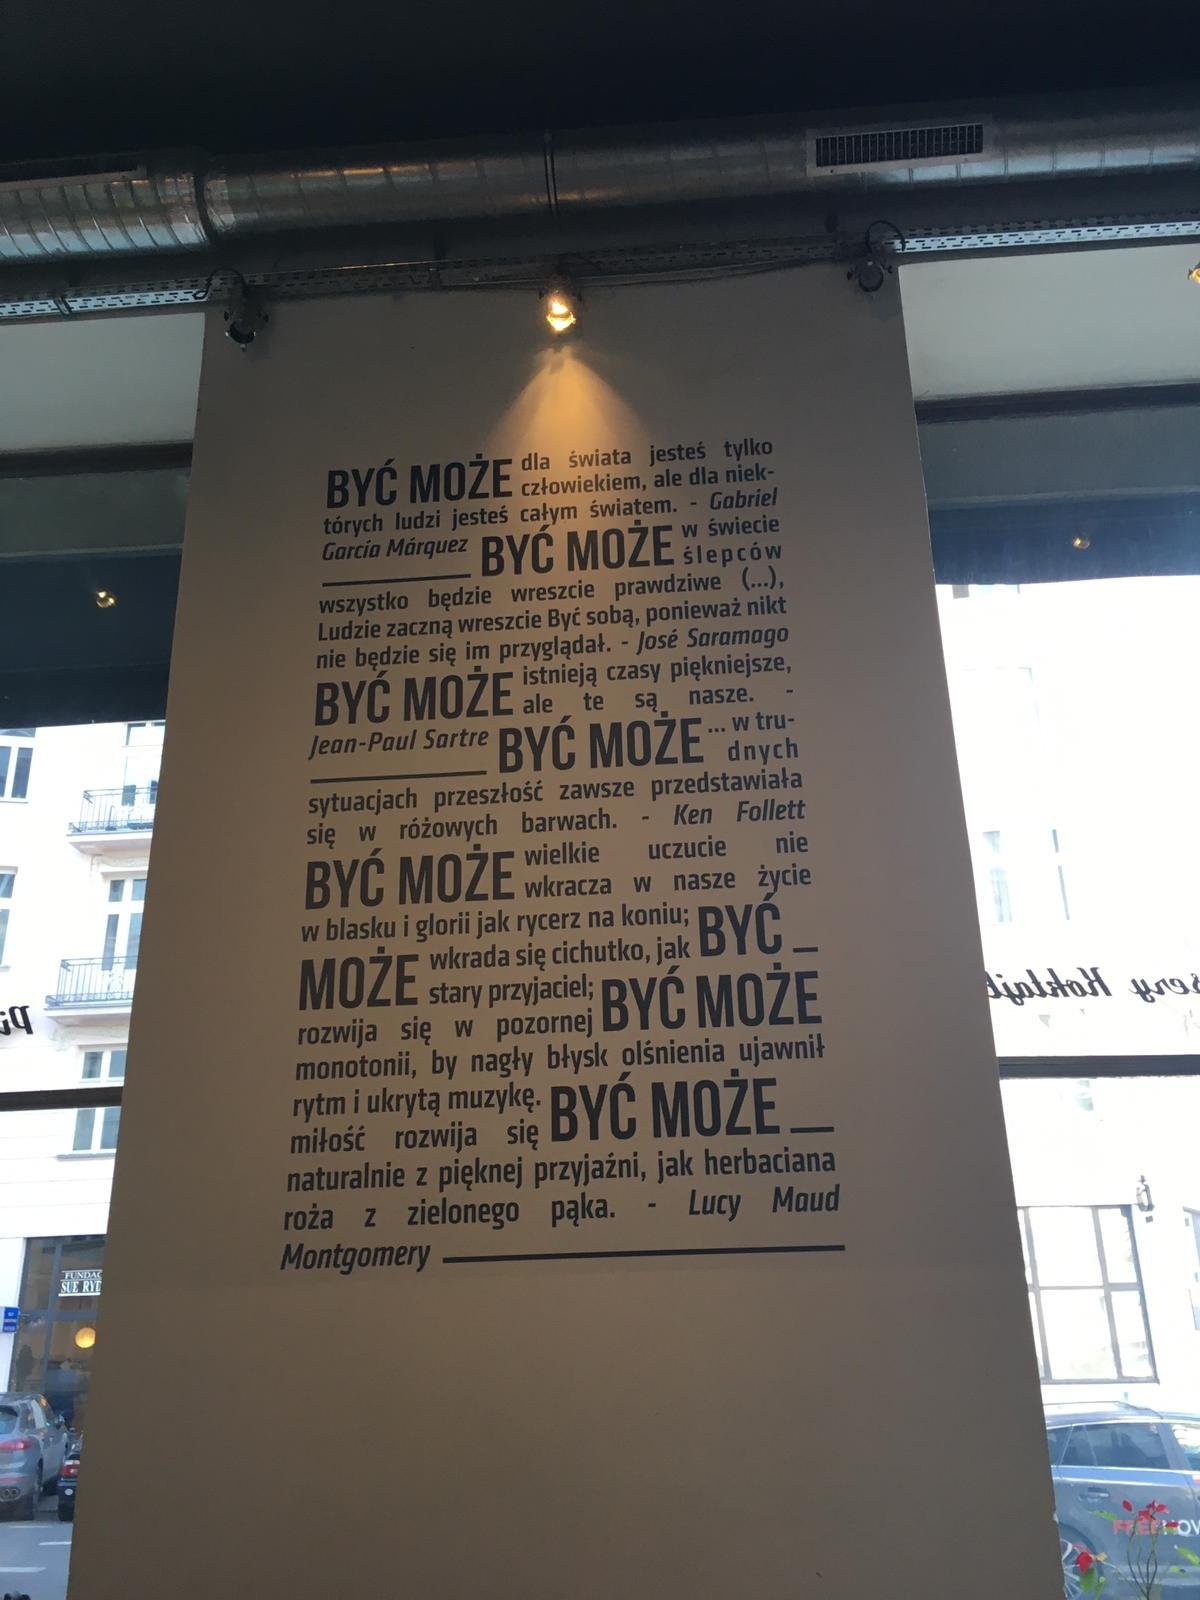 BYĆ MOŻE dla świata jesteś tylko
człowiekiem, ale dla niek-
tórych ludzi jesteś całym światem. - Gabriel
García Márquez BYĆ MOŻE w świecie
ślepców
wszystko będzie wreszcie prawdziwe (...),
Ludzie zaczną wreszcie Być sobą, ponieważ nikt
nie będzie się im przyglądał. - José Saramago
BYĆ MOŻE istnieją czasy piękniejsze,
ale te są nasze. -
Jean-Paul Sartre BYĆ MOŻE ... w tru-
dnych
sytuacjach przeszłość zawsze przedstawiała
się w różowych barwach. - Ken Follett
BYĆ MOŻE wielkie uczucie nie
wkracza w nasze życie
w blasku i glorii jak rycerz na koniu; BYĆ _
MOŻE wkrada się cichutko, jak
stary przyjaciel; BYĆ MOŻE
rozwija się w pozornej
monotonii, by nagły błysk olśnienia ujawnił
rytm i ukrytą muzykę. BYĆ MOŻE
miłość rozwija się
naturalnie z pięknej przyjaźni, jak herbaciana
roża z zielonego pąka. - Lucy Maud
Montgomery
FUNDAC
SUE RYD
Koktajl
FREENOW